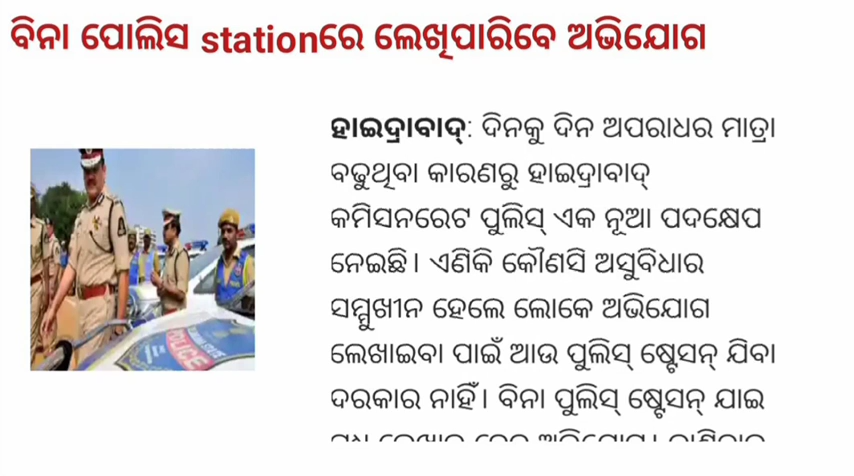 ବିନା ପୋଲିସ stationରେ ଲେଖିପାରିବେ ଅଭିଯୋଗ
ହାଇଦ୍ରାବାଦ୍: ଦିନକୁ ଦିନ ଅପରାଧର ମାତ୍ରା
ବଢୁଥିବା କାରଣରୁ ହାଇଦ୍ରାବାଦ୍
କମିସନରେଟ ପୁଲିସ୍ ଏକ ନୂଆ ପଦକ୍ଷେପ
ନେଇଛି । ଏଣିକି କୌଣସି ଅସୁବିଧାର
ସମ୍ମୁଖୀନ ହେଲେ ଲୋକେ ଅଭିଯୋଗ
ଲେଖାଇବା ପାଇଁ ଆଉ ପୁଲିସ୍ ଷ୍ଟେସନ୍ ଯିବା
ଦରକାର ନାହିଁ । ବିନା ପୁଲିସ୍ ଷ୍ଟେସନ୍ ଯାଇ
POLICE